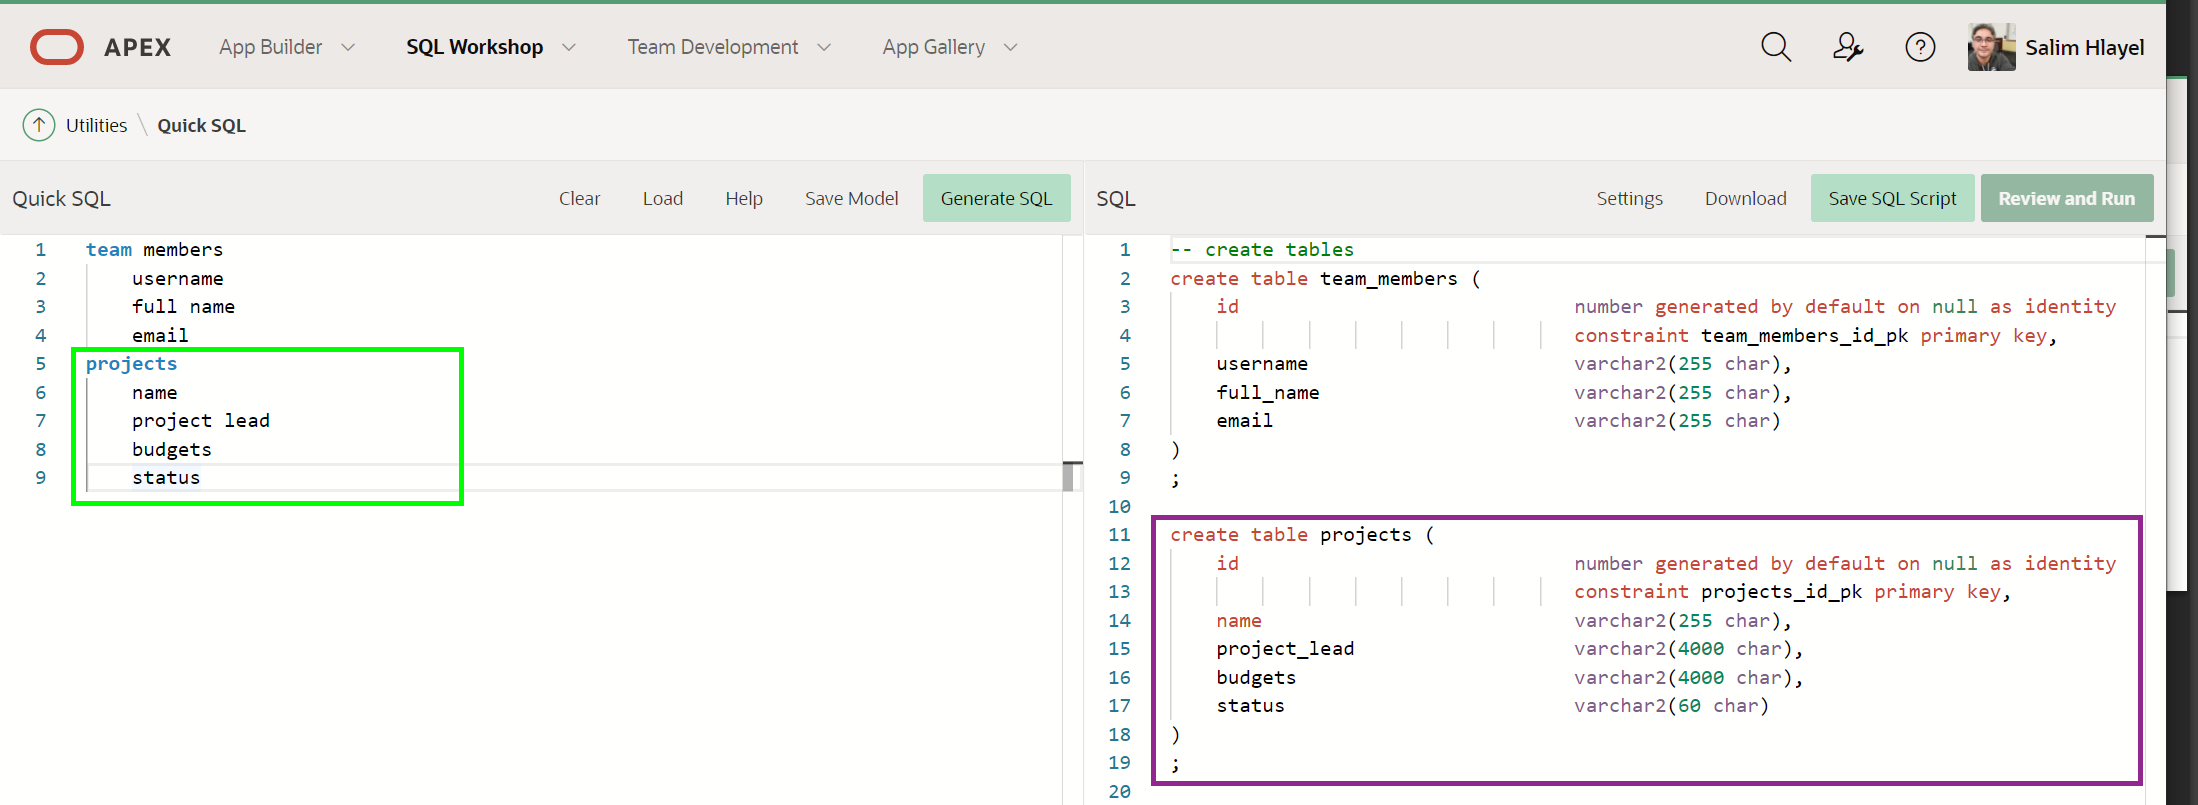 APEX App Builder SQL Workshop Team Development App Gallery Salim Hlayel
Utilities \ Quick SQL
Quick SQL Clear Load Help Save Model Generate SQL
1 team members
2 username
3 full name
4 email
5 projects
6 name
7 project lead
8 budgets
9 status
SQL Settings Download Save SQL Script Review and Run
1 -- create tables
2 create table team_members (
3 id number generated by default on null as identity
4 constraint team_members_id_pk primary key,
5 username varchar2(255 char),
6 full_name varchar2(255 char),
7 email varchar2(255 char)
8 )
9 ;
10
11 create table projects (
12 id number generated by default on null as identity
13 constraint projects_id_pk primary key,
14 name varchar2(255 char),
15 project_lead varchar2(4000 char),
16 budgets varchar2(4000 char),
17 status varchar2(60 char)
18 )
19 ;
20